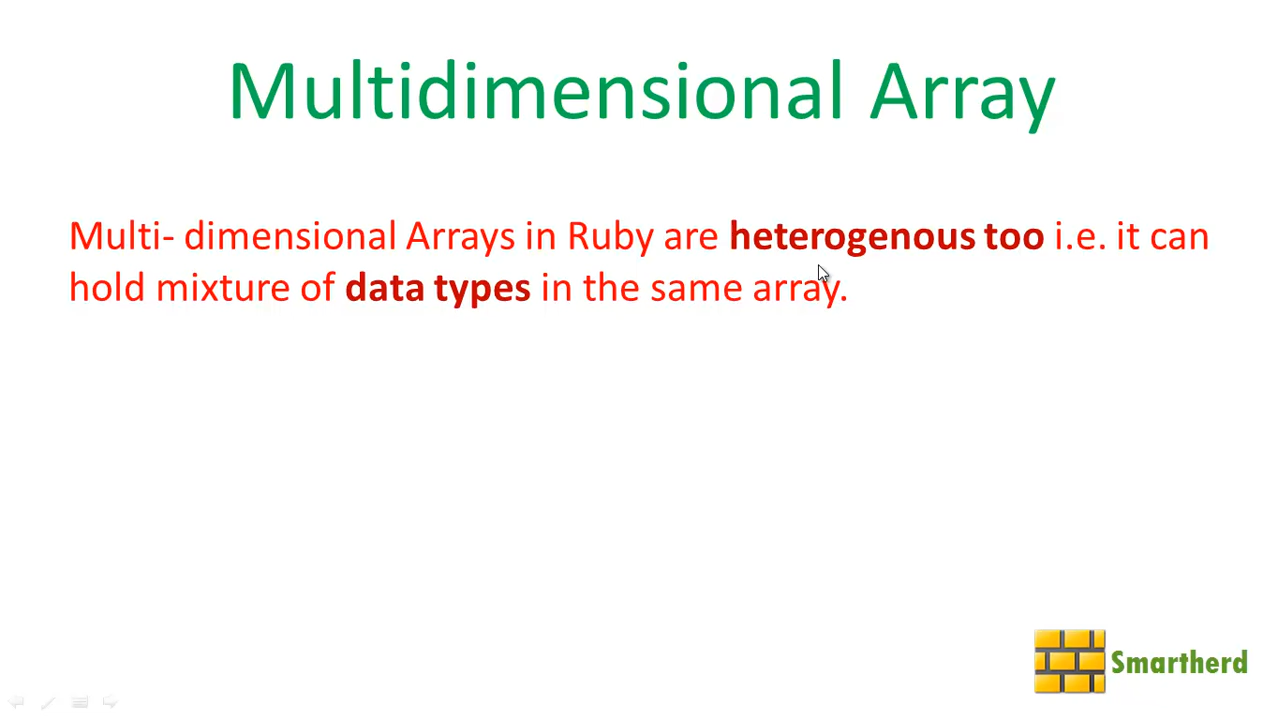 Multidimensional Array
Multi- dimensional Arrays in Ruby are heterogenous too i.e. it can
hold mixture of data types in the same array.
Smartherd